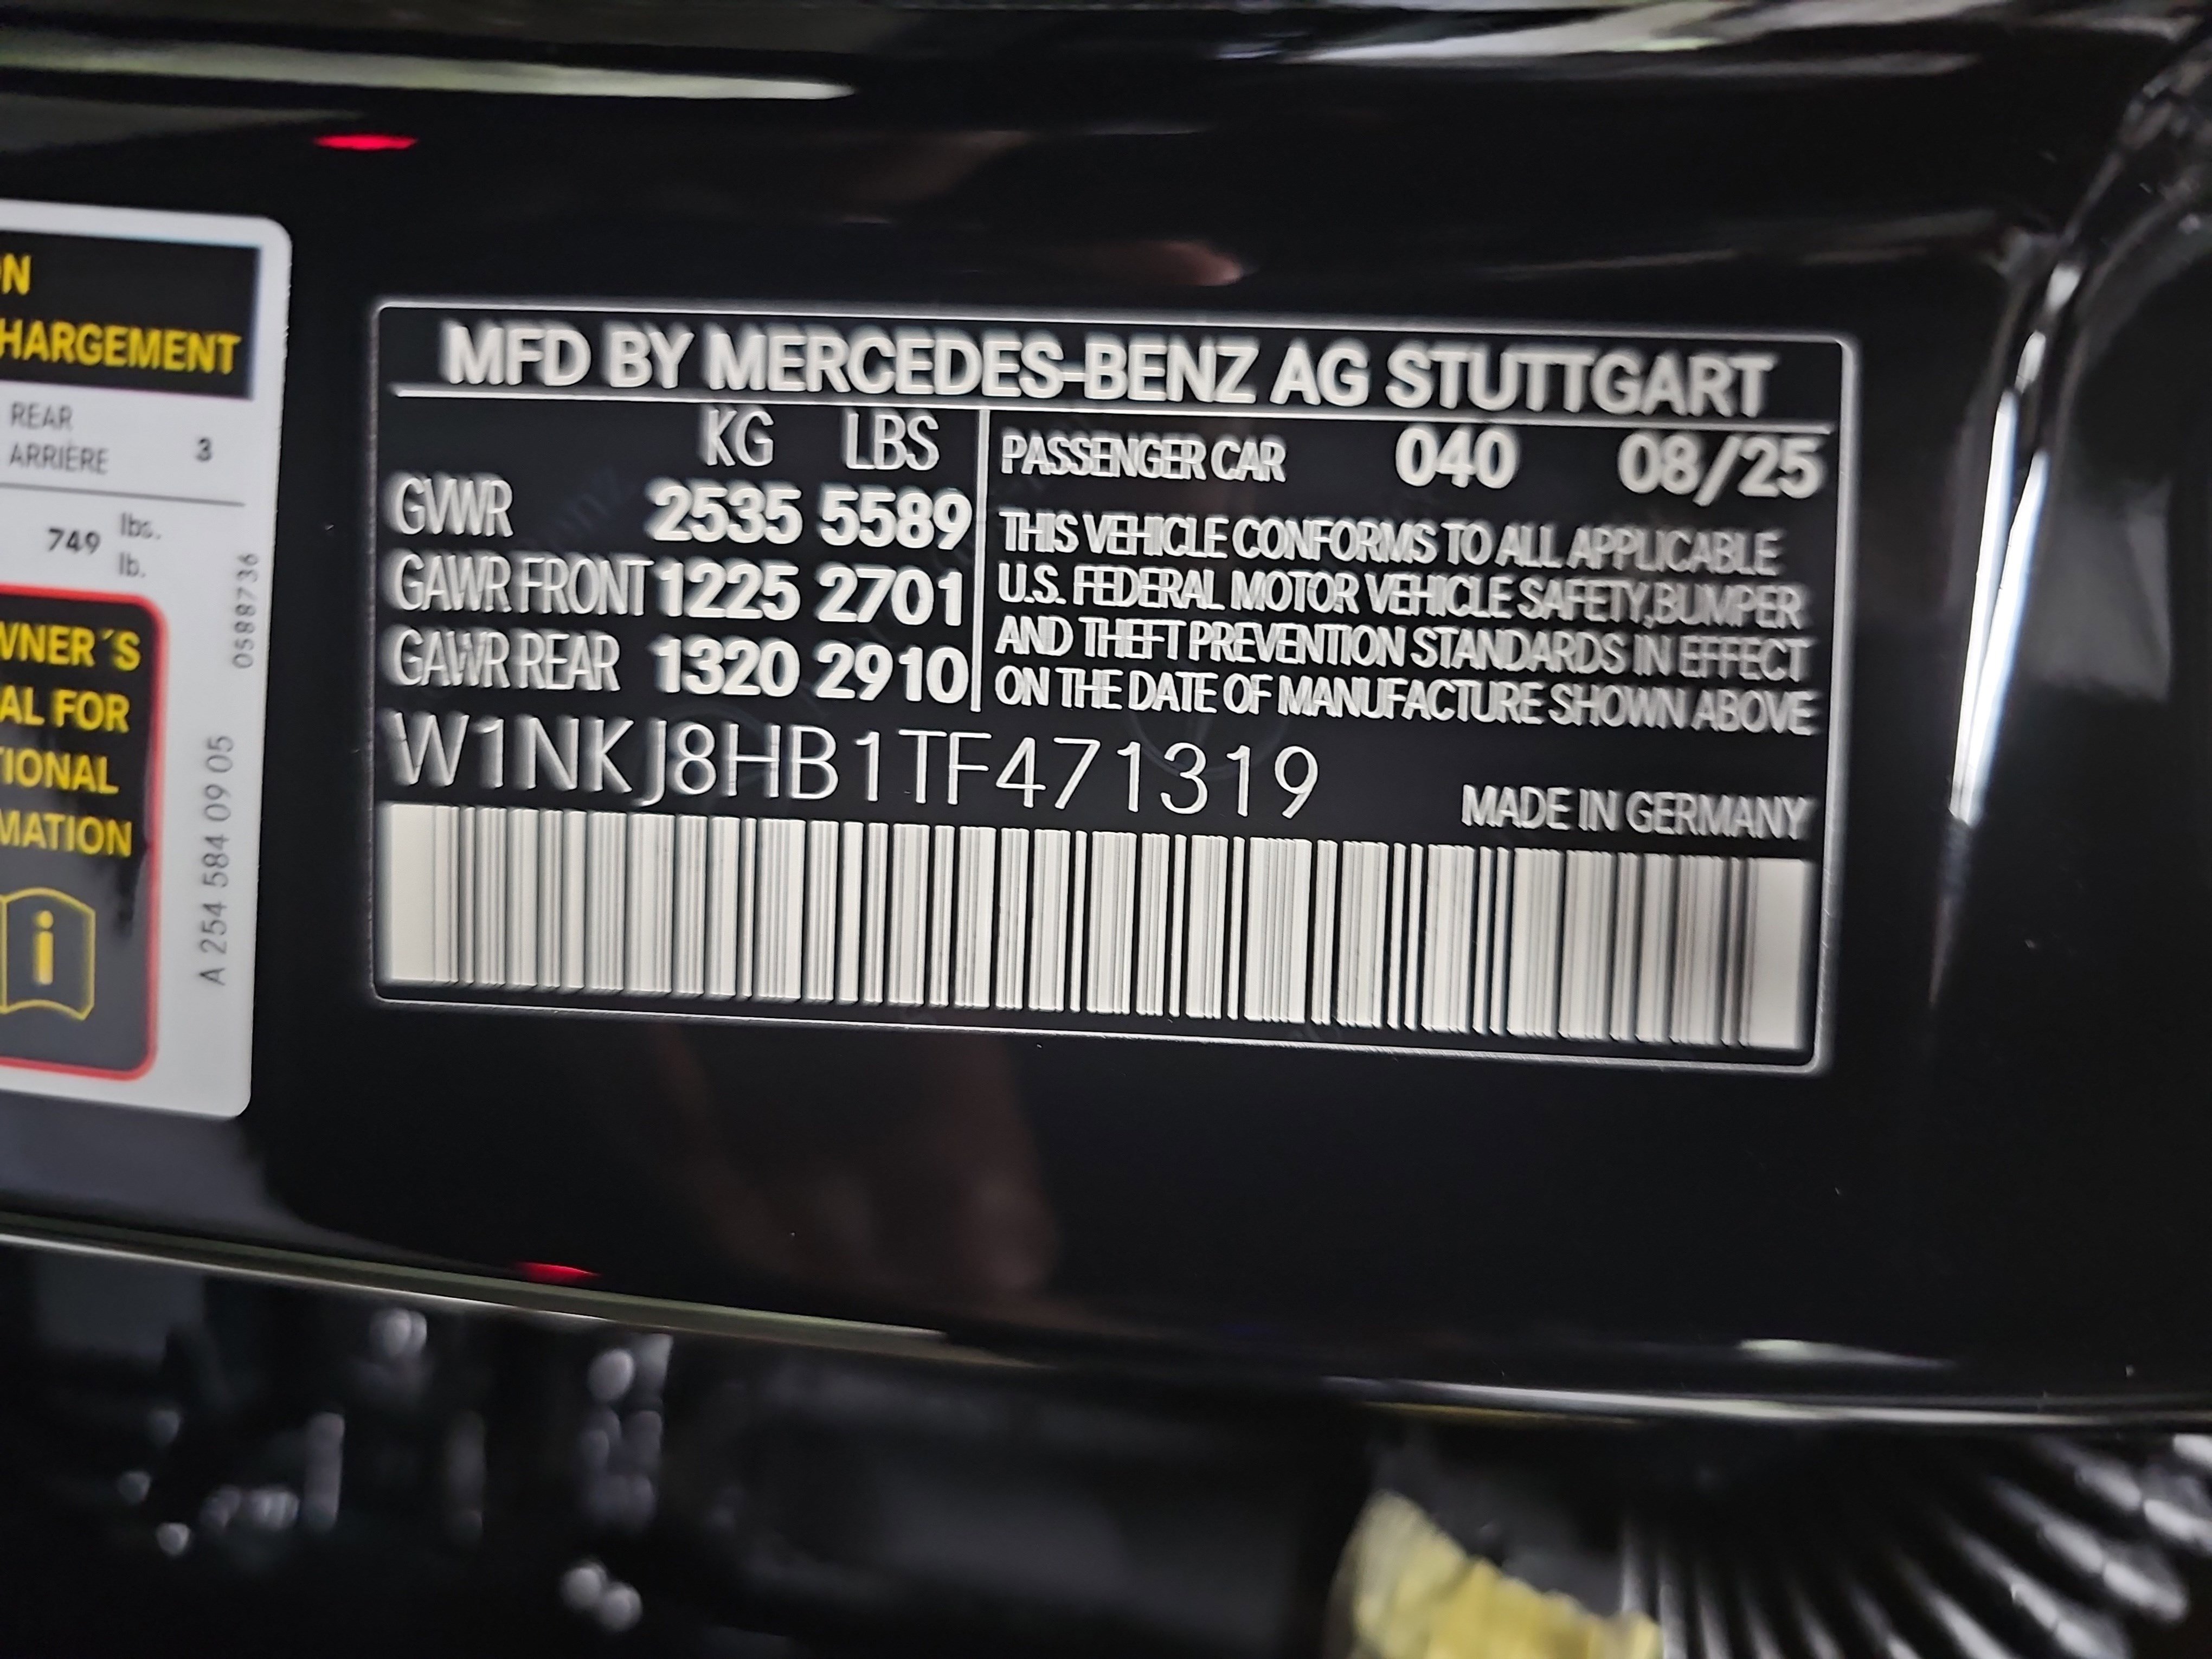 ON
HARGEMENT
REAR
ARRIÈRE 3
749 lbs.
lb.
WNER´S
AL FOR
TIONAL
MATION
A 254 584 09 05 0588736
MFD BY MERCEDES-BENZ AG STUTTGART
KG LBS
GVWR 2535 5589
GAWR FRONT 1225 2701
GAWR REAR 1320 2910
PASSENGER CAR 040 08/25
THIS VEHICLE CONFORMS TO ALL APPLICABLE
U.S. FEDERAL MOTOR VEHICLE SAFETY,BUMPER
AND THEFT PREVENTION STANDARDS IN EFFECT
ON THE DATE OF MANUFACTURE SHOWN ABOVE
W1NKJ8HB1TF471319
MADE IN GERMANY